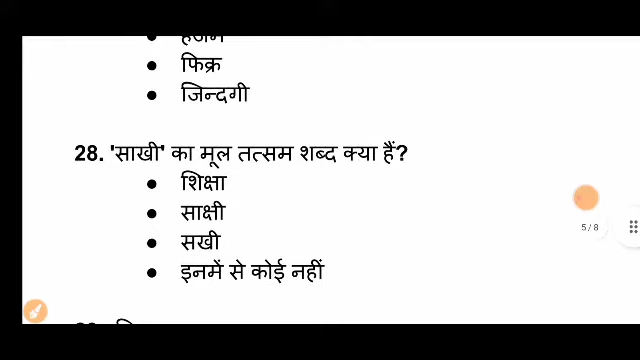 फिक्र
जिन्दगी
28. 'साखी' का मूल तत्सम शब्द क्या हैं?
शिक्षा
साक्षी
सखी
इनमें से कोई नहीं
5 / 8